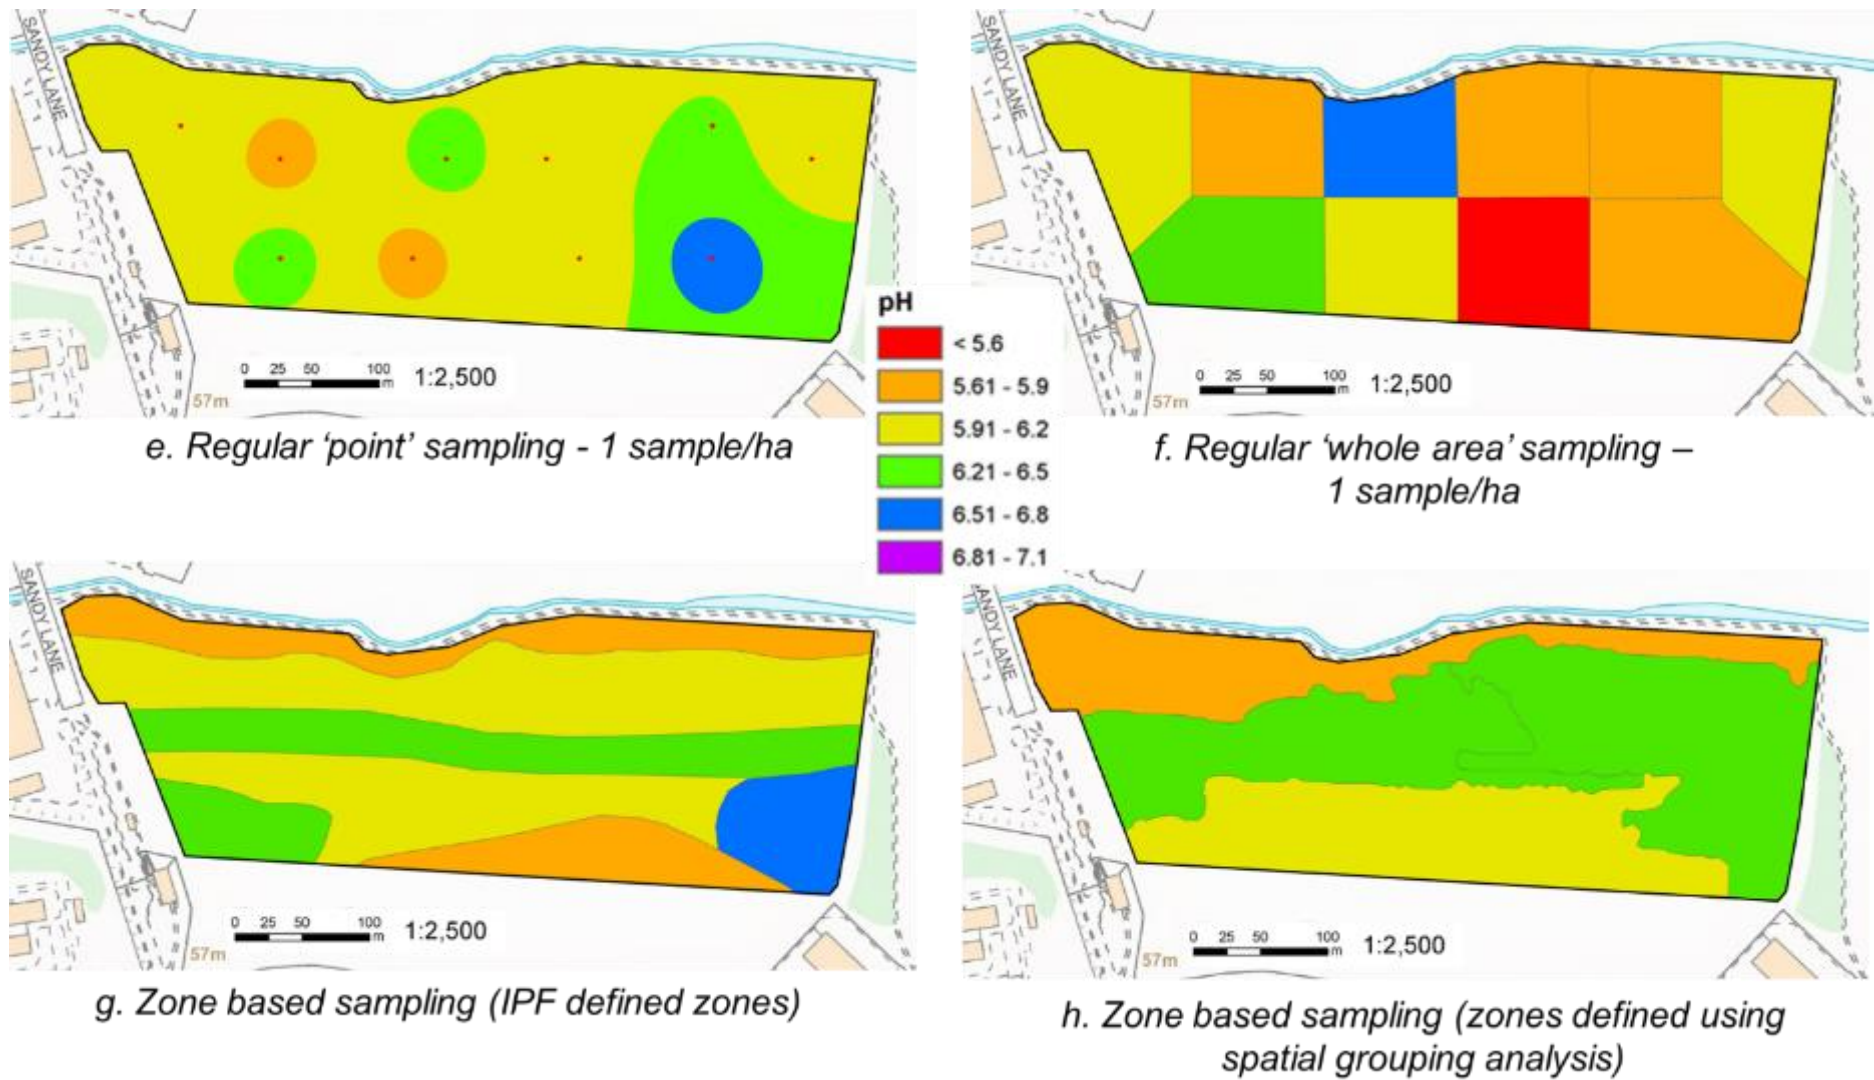 SANDY LANE
0 25 50 100
m
1:2,500
57m
e. Regular ‘point’ sampling - 1 sample/ha
SANDY LANE
0 25 50 100
m
1:2,500
57m
f. Regular ‘whole area’ sampling –
1 sample/ha
pH
< 5.6
5.61 - 5.9
5.91 - 6.2
6.21 - 6.5
6.51 - 6.8
6.81 - 7.1
SANDY LANE
0 25 50 100
m
1:2,500
57m
g. Zone based sampling (IPF defined zones)
ANDY LANE
0 25 50 100
m
1:2,500
57m
h. Zone based sampling (zones defined using
spatial grouping analysis)